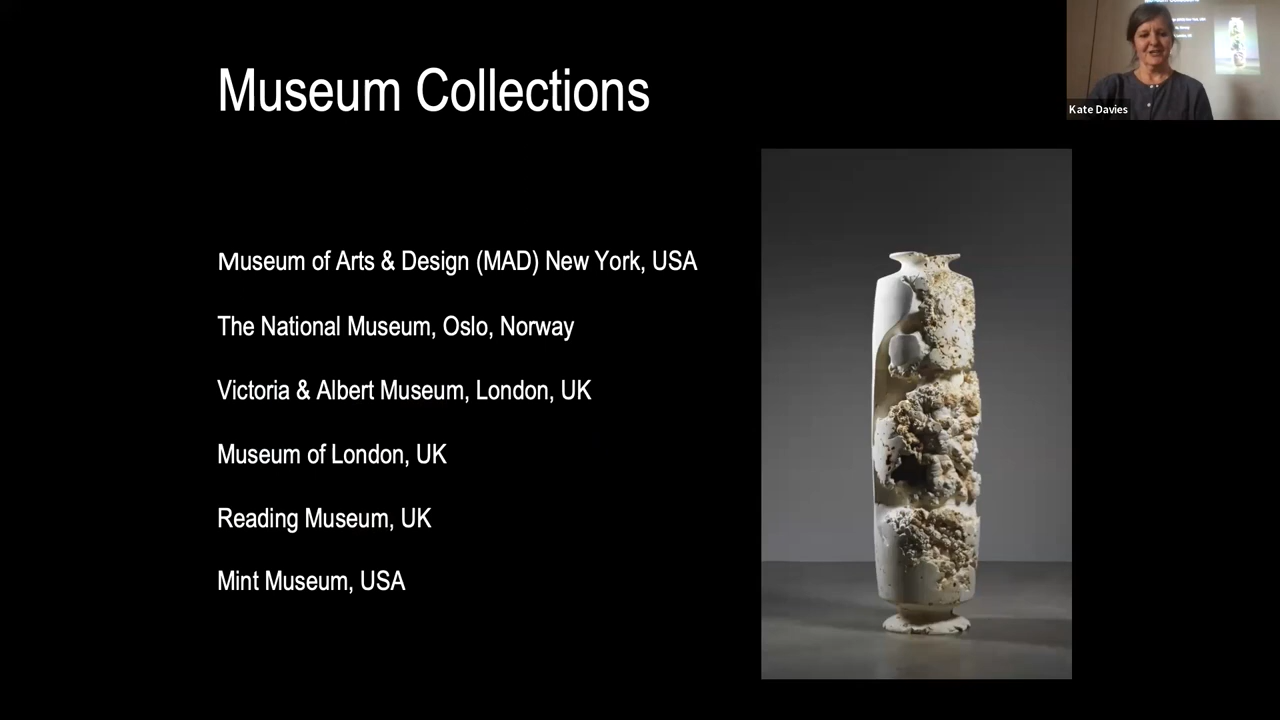 Museum Collections
Kate Davies
Museum of Arts & Design (MAD) New York, USA
The National Museum, Oslo, Norway
Victoria & Albert Museum, London, UK
Museum of London, UK
Reading Museum, UK
Mint Museum, USA